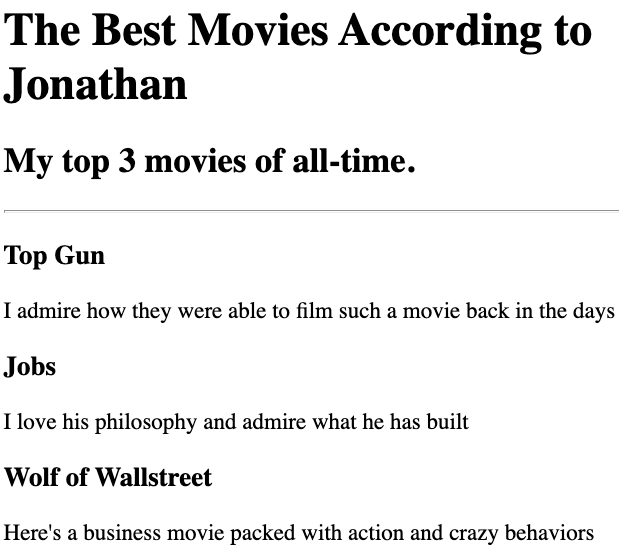 The Best Movies According to
Jonathan
My top 3 movies of all-time.
Top Gun
I admire how they were able to film such a movie back in the days
Jobs
I love his philosophy and admire what he has built
Wolf of Wallstreet
Here's a business movie packed with action and crazy behaviors